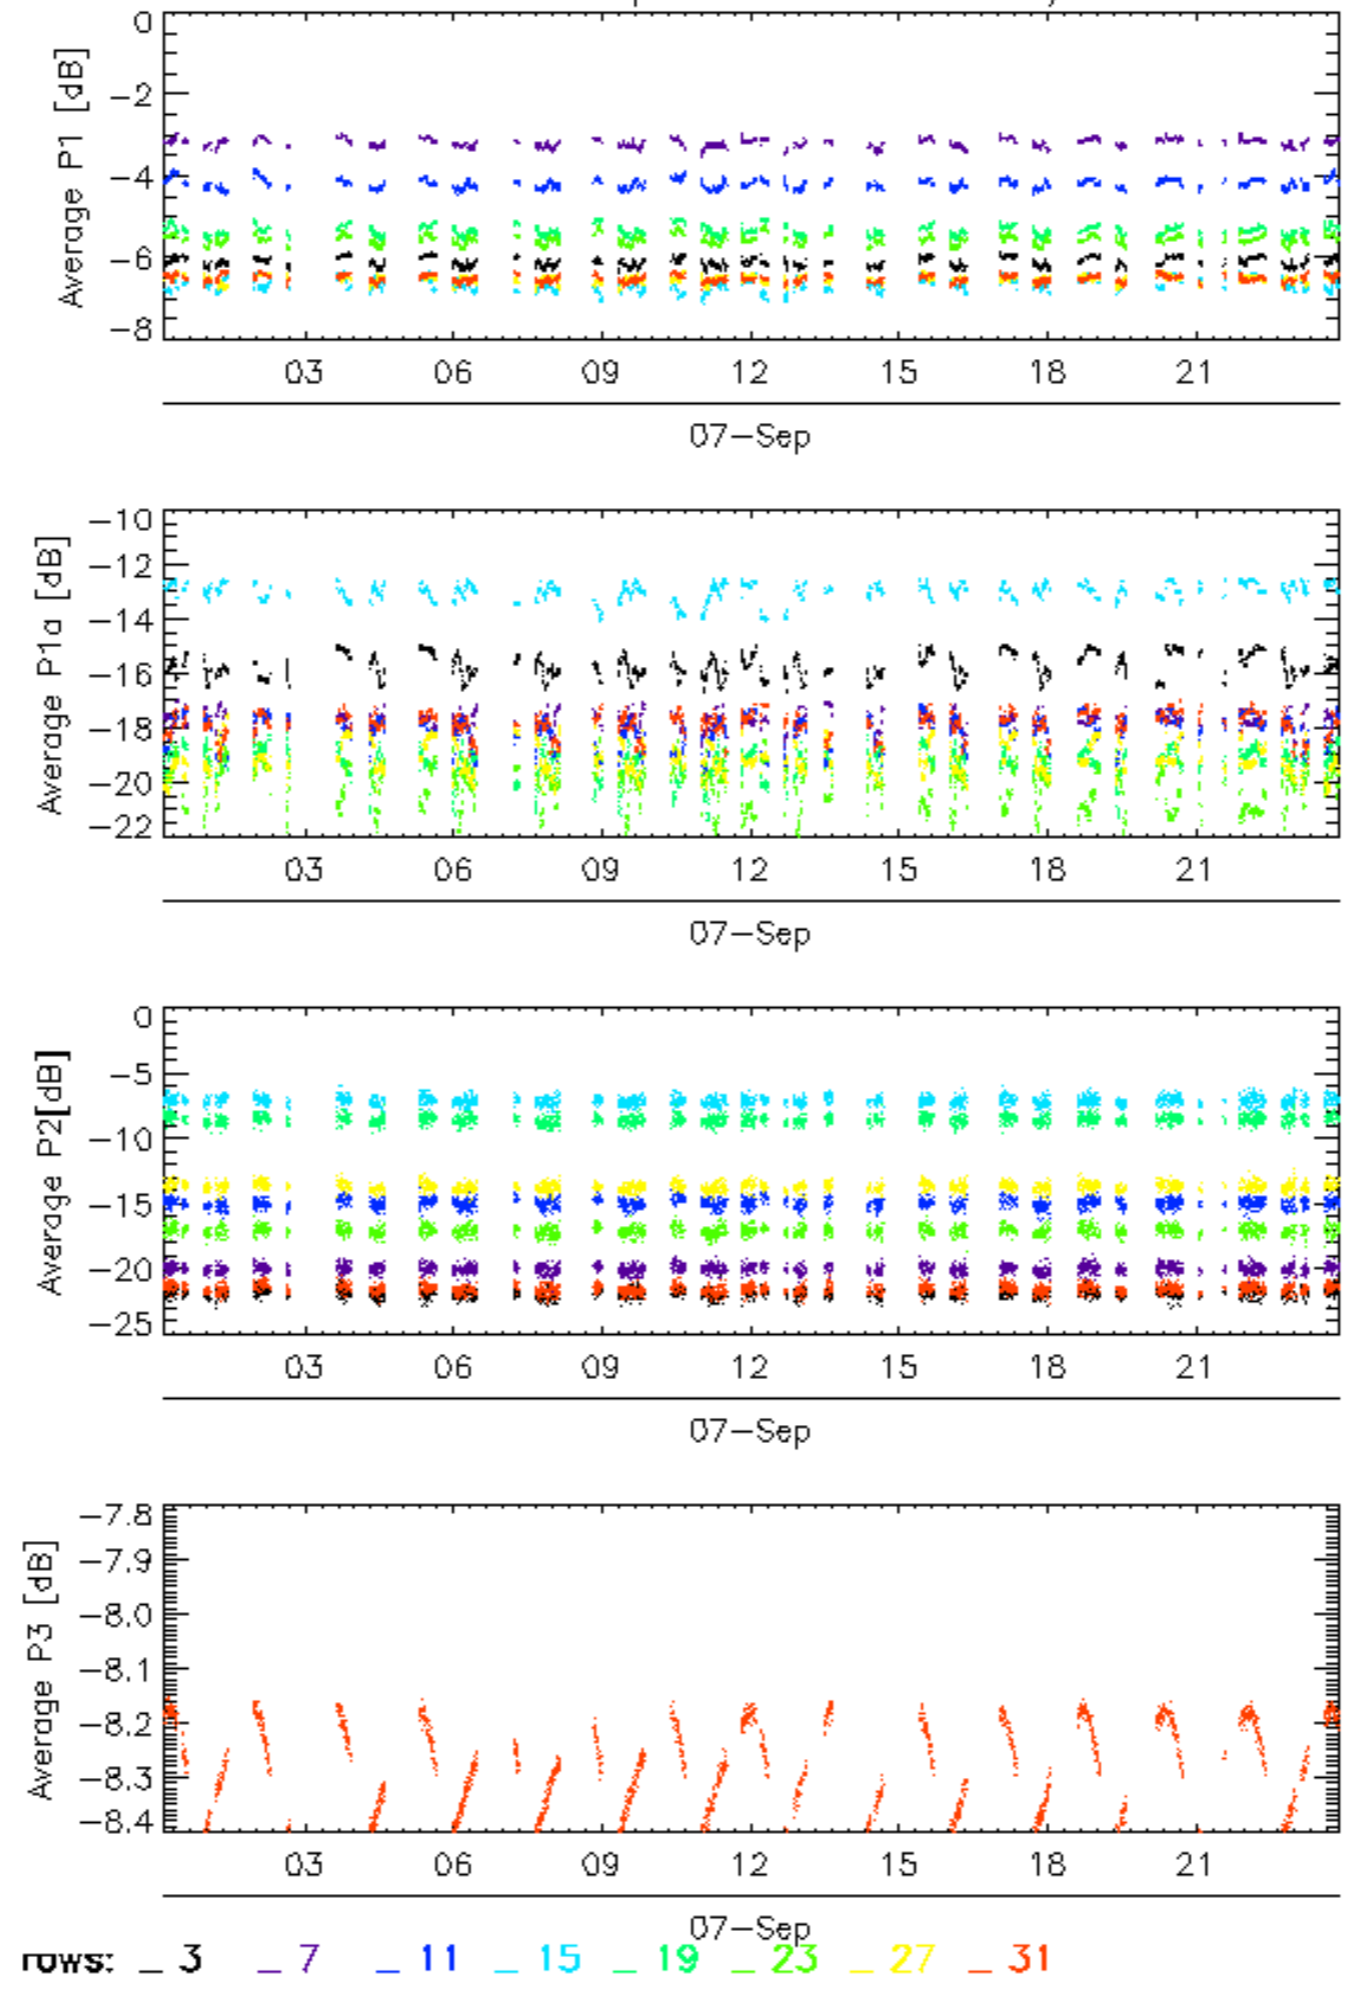 0
−2
−4
−6
−8
Average P1 [dB]
03 06 09 12 15 18 21
07−Sep
−10
−12
−14
−16
−18
−20
−22
Average P1a [dB]
03 06 09 12 15 18 21
07−Sep
0
−5
−10
−15
−20
−25
Average P2[dB]
03 06 09 12 15 18 21
07−Sep
−7.8
−7.9
−8.0
−8.1
−8.2
−8.3
−8.4
Average P3 [dB]
03 06 09 12 15 18 21
07−Sep
rows: _ 3 _ 7 _ 11 _ 15 _ 19 _ 23 _ 27 _ 31